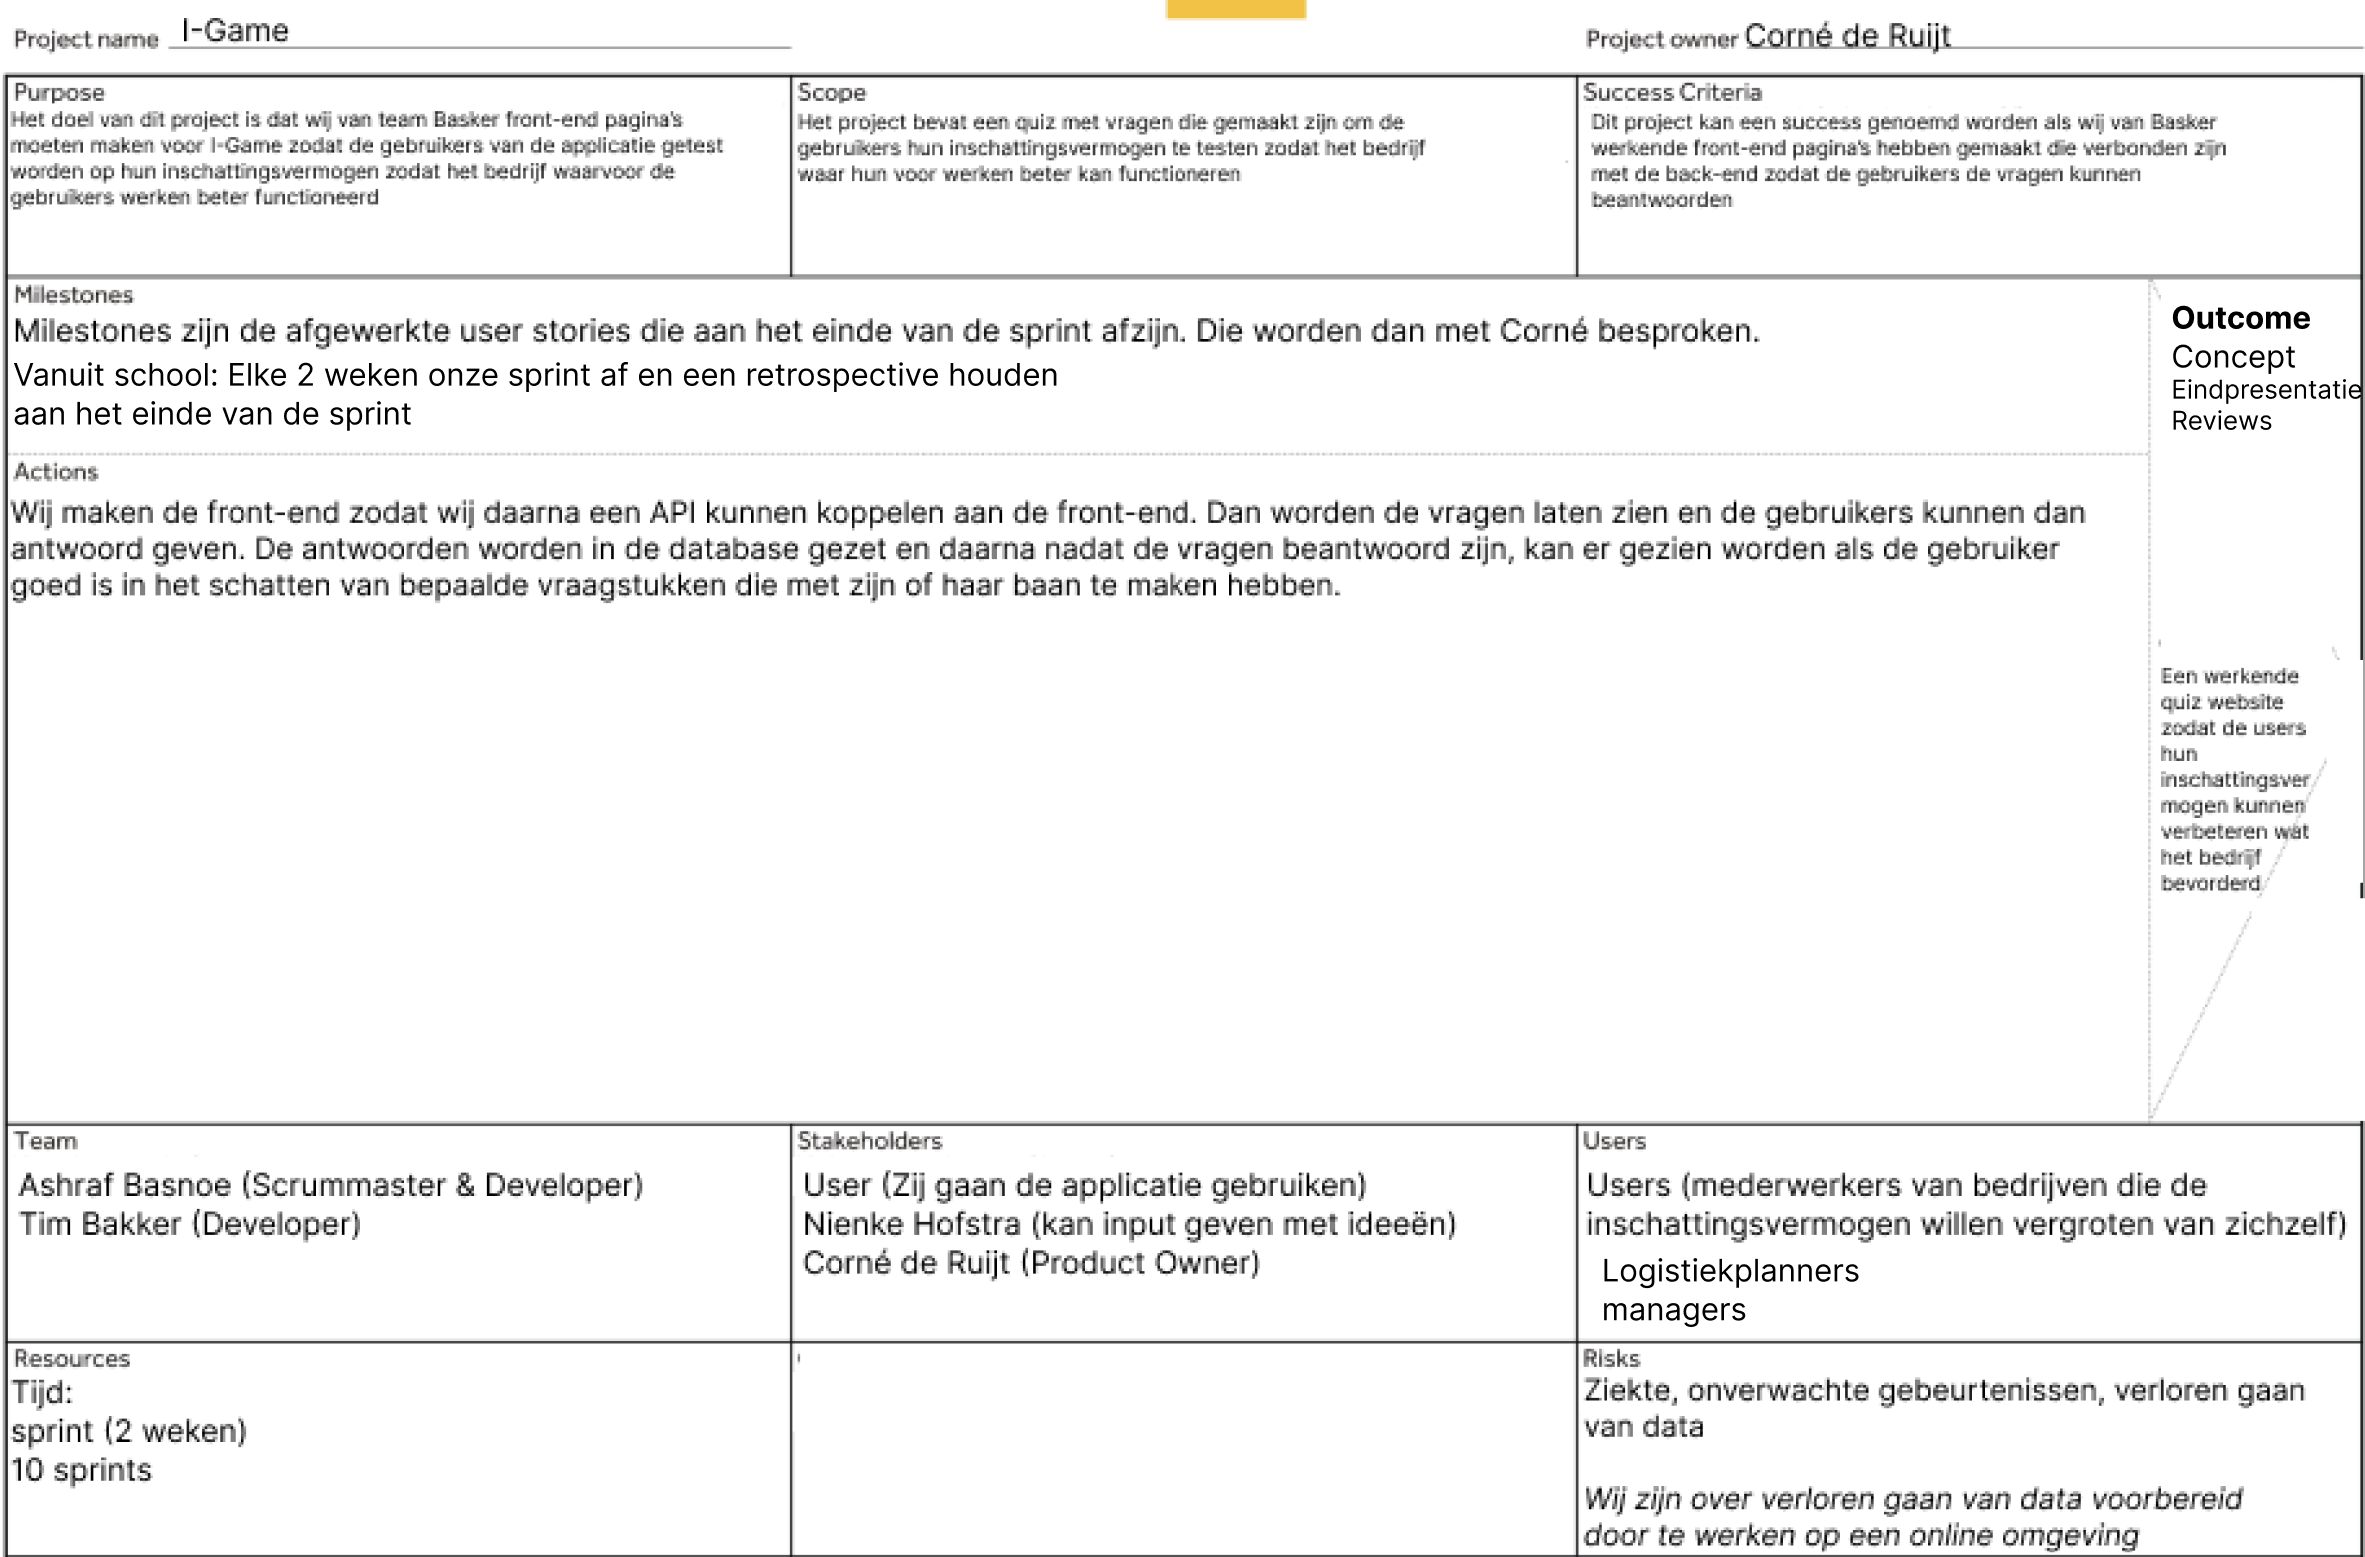 Project name I-Game
Project owner Corné de Ruijt
Purpose
Het doel van dit project is dat wij van team Basker front-end pagina's
moeten maken voor I-Game zodat de gebruikers van de applicatie getest
worden op hun inschattingsvermogen zodat het bedrijf waarvoor de
gebruikers werken beter functioneerd
Scope
Het project bevat een quiz met vragen die gemaakt zijn om de
gebruikers hun inschattingsvermogen te testen zodat het bedrijf
waar hun voor werken beter kan functioneren
Success Criteria
Dit project kan een success genoemd worden als wij van Basker
werkende front-end pagina's hebben gemaakt die verbonden zijn
met de back-end zodat de gebruikers de vragen kunnen
beantwoorden
Milestones
Milestones zijn de afgewerkte user stories die aan het einde van de sprint afzijn. Die worden dan met Corné besproken.
Vanuit school: Elke 2 weken onze sprint af en een retrospective houden
aan het einde van de sprint
Outcome
Concept
Eindpresentatie
Reviews
Actions
Wij maken de front-end zodat wij daarna een API kunnen koppelen aan de front-end. Dan worden de vragen laten zien en de gebruikers kunnen dan
antwoord geven. De antwoorden worden in de database gezet en daarna nadat de vragen beantwoord zijn, kan er gezien worden als de gebruiker
goed is in het schatten van bepaalde vraagstukken die met zijn of haar baan te maken hebben.
Een werkende
quiz website
zodat de users
hun
inschattingsver
mogen kunnen
verbeteren wat
het bedrijf
bevorderd
Team
Ashraf Basnoe (Scrummaster & Developer)
Tim Bakker (Developer)
Stakeholders
User (Zij gaan de applicatie gebruiken)
Nienke Hofstra (kan input geven met ideeën)
Corné de Ruijt (Product Owner)
Users
Users (mederwerkers van bedrijven die de
inschattingsvermogen willen vergroten van zichzelf)
Logistiekplanners
managers
Resources
Tijd:
sprint (2 weken)
10 sprints
Risks
Ziekte, onverwachte gebeurtenissen, verloren gaan
van data
Wij zijn over verloren gaan van data voorbereid
door te werken op een online omgeving